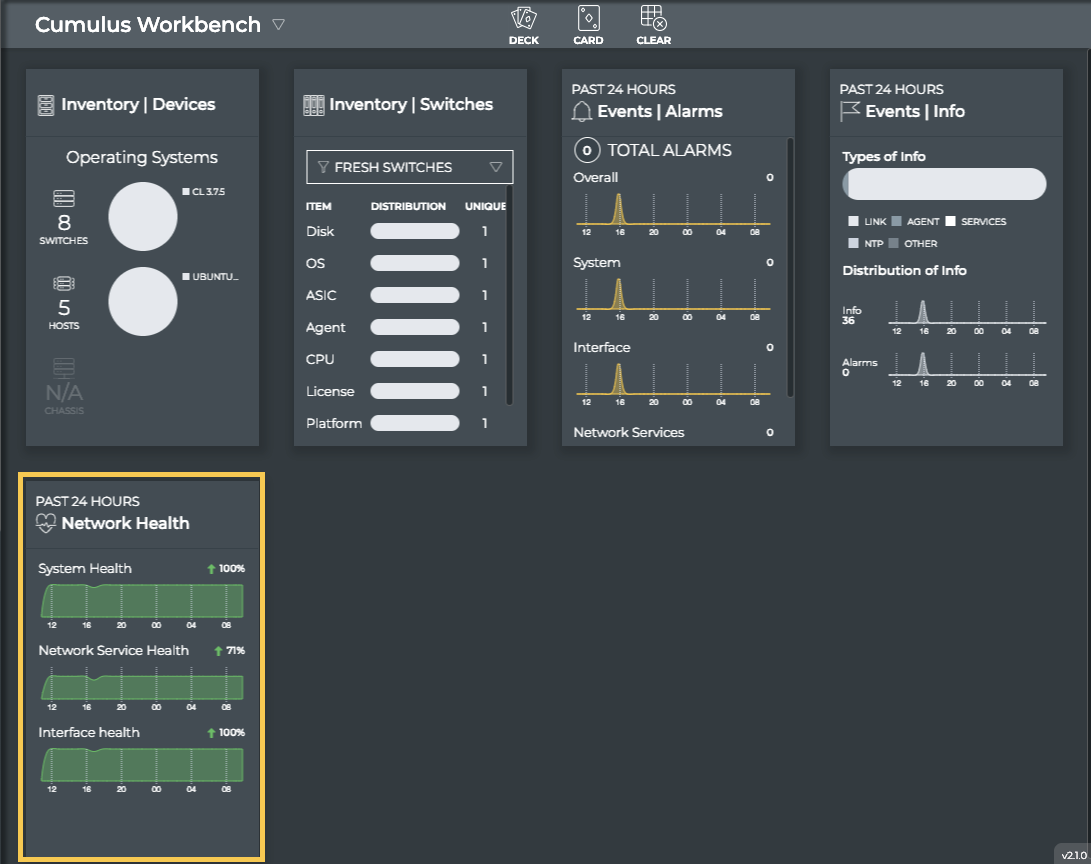 Cumulus Workbench
DECK
CARD
CLEAR
Inventory | Devices
Operating Systems
8
SWITCHES
CL 3.7.5
5
HOSTS
UBUNTU...
N/A
CHASSIS
Inventory | Switches
FRESH SWITCHES
ITEM DISTRIBUTION UNIQUE
Disk 1
OS 1
ASIC 1
Agent 1
CPU 1
License 1
Platform 1
PAST 24 HOURS
Events | Alarms
0 TOTAL ALARMS
Overall 0
12 16 20 00 04 08
System 0
12 16 20 00 04 08
Interface 0
12 16 20 00 04 08
Network Services 0
PAST 24 HOURS
Events | Info
Types of Info
LINK AGENT SERVICES
NTP OTHER
Distribution of Info
Info
36
12 16 20 00 04 08
Alarms
0
12 16 20 00 04 08
PAST 24 HOURS
Network Health
System Health 100%
12 16 20 00 04 08
Network Service Health 71%
12 16 20 00 04 08
Interface health 100%
12 16 20 00 04 08
v2.1.0